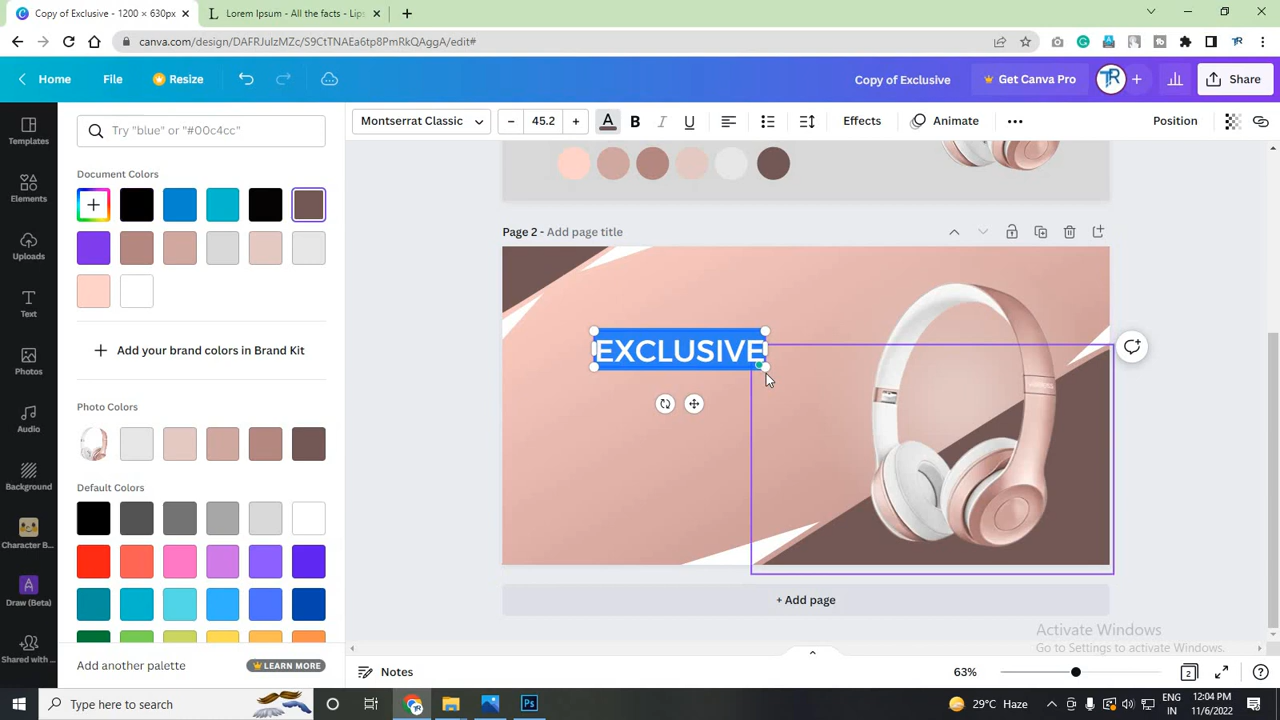 Copy of Exclusive - 1200 × 630px
Lorem Ipsum - All the facts - Lips
canva.com/design/DAFRJulzMZc/S9CtTNAEa6tp8PmRkQAggA/edit#
Home
File
Resize
Copy of Exclusive
TR
Get Canva Pro
Share
Montserrat Classic
45.2
A
B
I
U
Effects
Animate
Position
Templates
Elements
Uploads
Text
Photos
Audio
Background
Character B...
Draw (Beta)
Shared with ...
Try "blue" or "#00c4cc"
Document Colors
Add your brand colors in Brand Kit
Photo Colors
Default Colors
Add another palette
LEARN MORE
Page 2 - Add page title
EXCLUSIVE
+ Add page
Activate Windows
Go to Settings to activate Windows.
Notes
63%
2
Type here to search
Ps
29°C Haze
ENG
IN
12:04 PM
11/6/2022